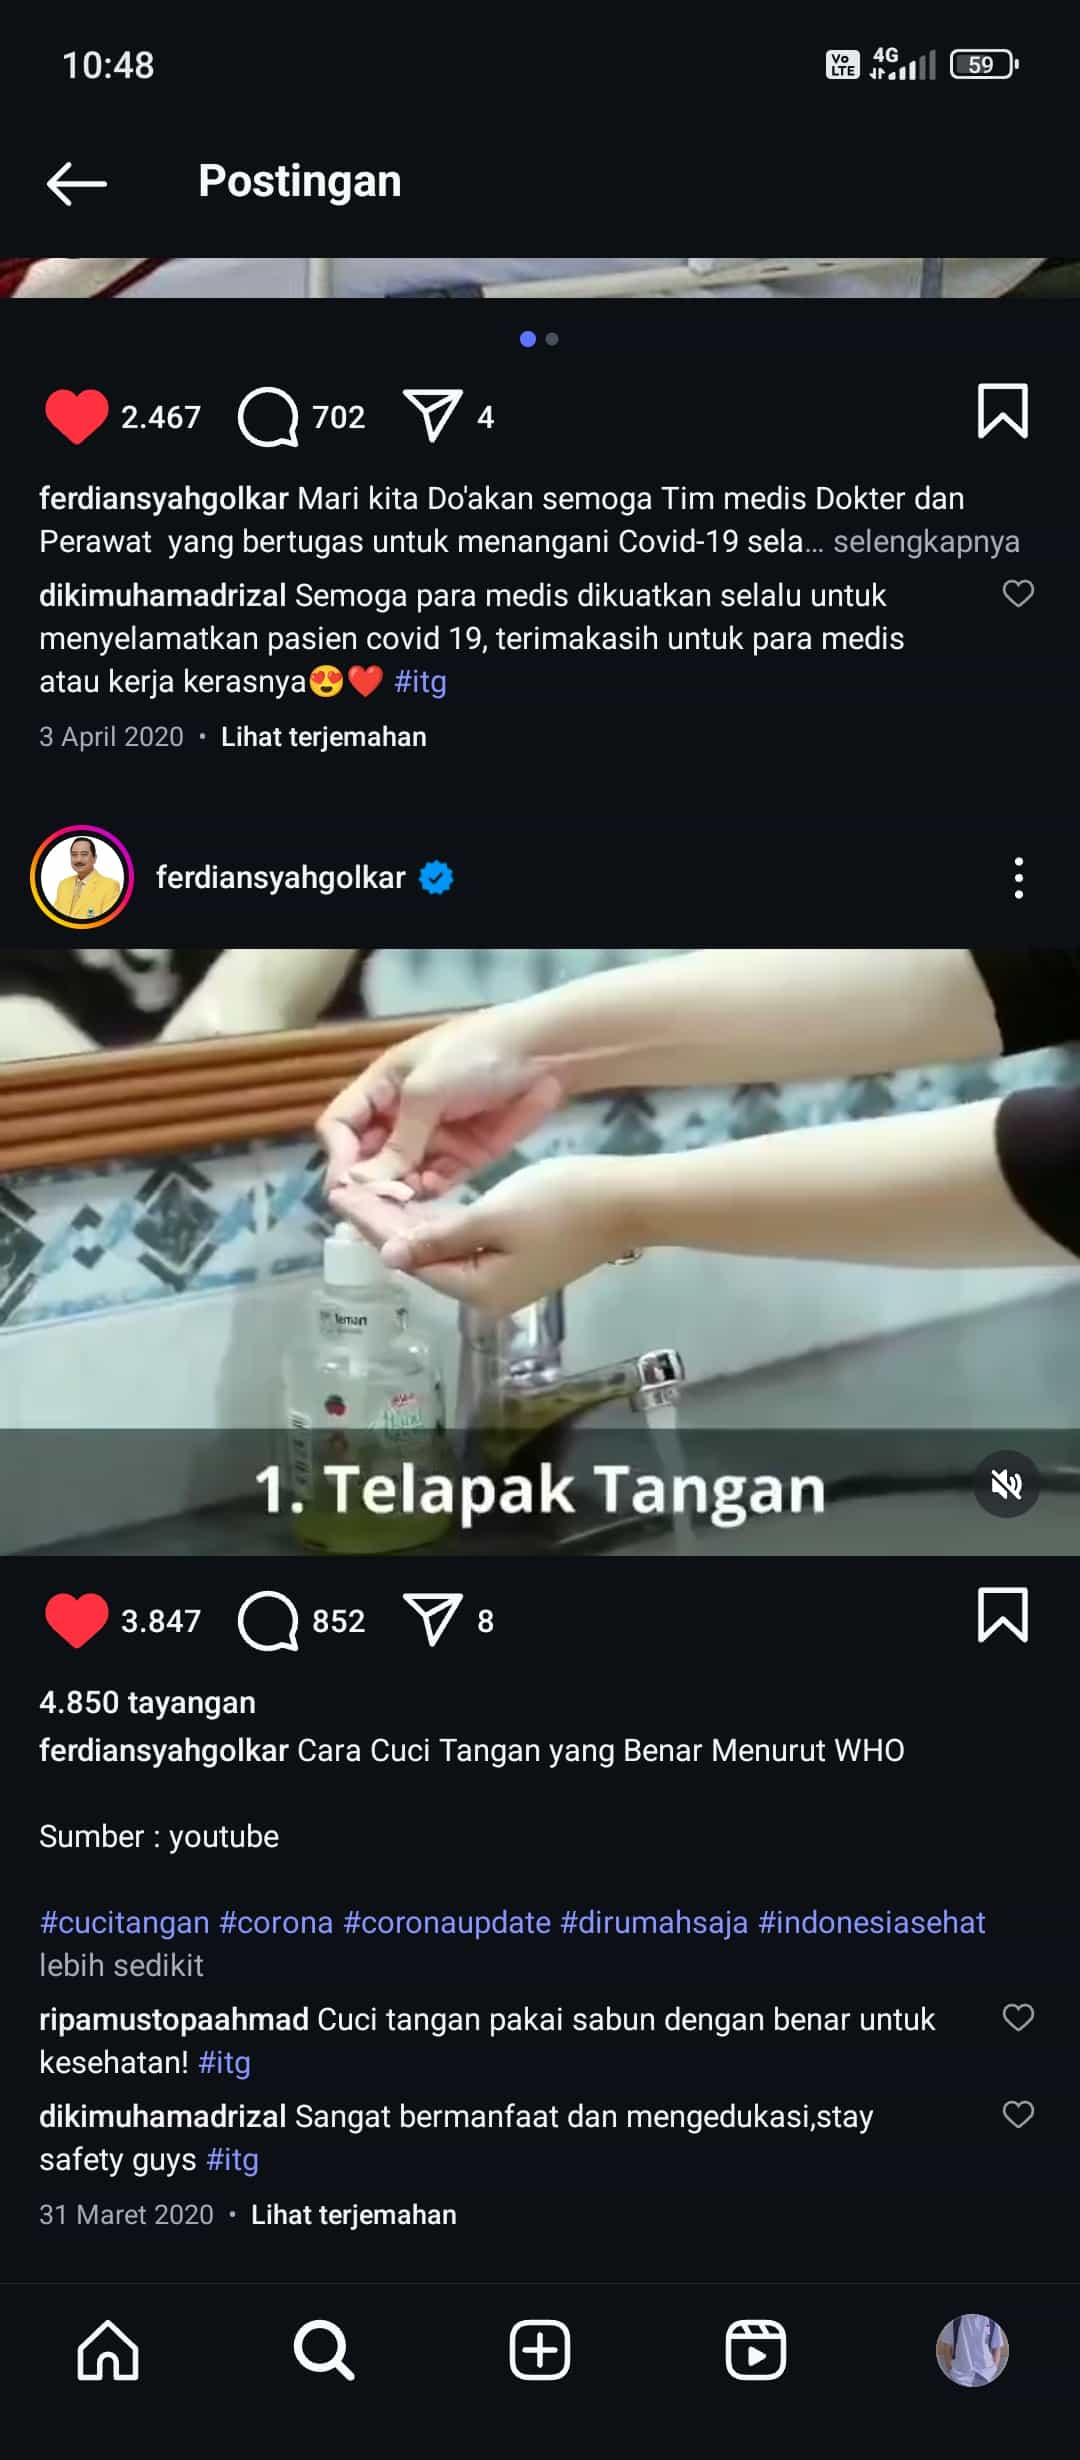 10:48
Vo LTE 4G 59
Postingan
2.467 702 4
ferdiansyahgolkar Mari kita Do'akan semoga Tim medis Dokter dan
Perawat yang bertugas untuk menangani Covid-19 sela... selengkapnya
dikimuhamadrizal Semoga para medis dikuatkan selalu untuk
menyelamatkan pasien covid 19, terimakasih untuk para medis
atau kerja kerasnya😍❤️ #itg
3 April 2020 • Lihat terjemahan
ferdiansyahgolkar
1. Telapak Tangan
3.847 852 8
4.850 tayangan
ferdiansyahgolkar Cara Cuci Tangan yang Benar Menurut WHO
Sumber : youtube
#cucitangan #corona #coronaupdate #dirumahsaja #indonesiasehat
lebih sedikit
ripamustopaahmad Cuci tangan pakai sabun dengan benar untuk
kesehatan! #itg
dikimuhamadrizal Sangat bermanfaat dan mengedukasi,stay
safety guys #itg
31 Maret 2020 • Lihat terjemahan